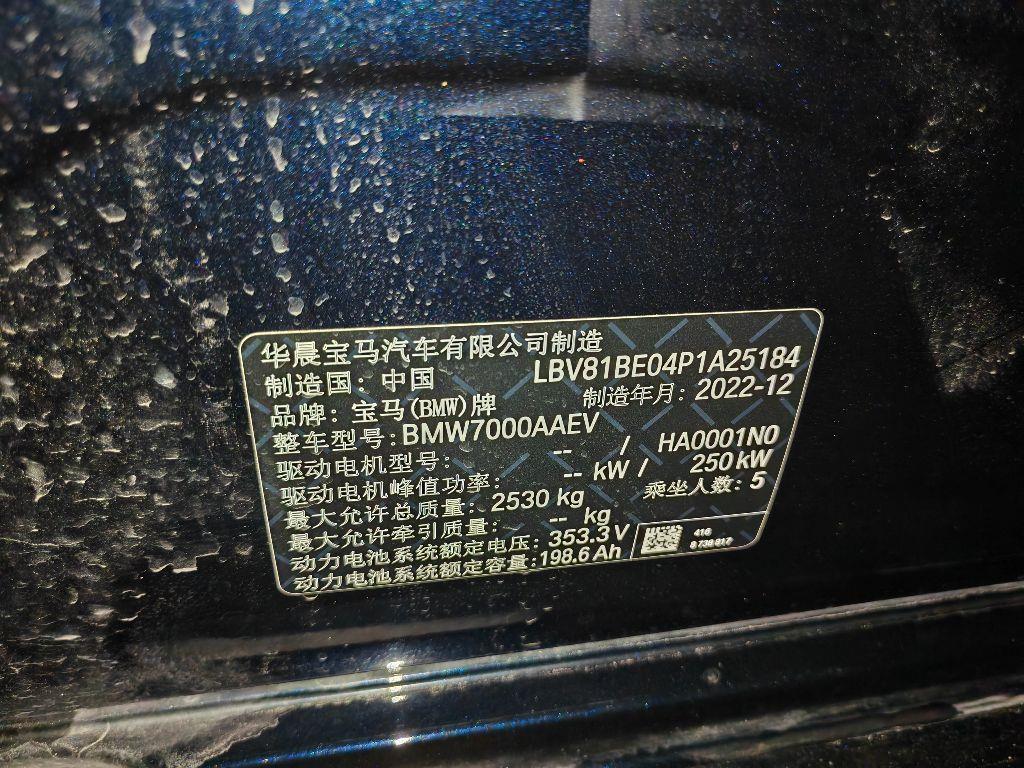 华晨宝马汽车有限公司制造
制造国: 中国 LBV81BE04P1A25184
品牌: 宝马(BMW)牌 制造年月: 2022-12
整车型号: BMW7000AAEV
驱动电机型号: -- / HA0001N0
驱动电机峰值功率: -- kW / 250 kW
最大允许总质量: 2530 kg 乘坐人数: 5
最大允许牵引质量: -- kg
动力电池系统额定电压: 353.3 V
动力电池系统额定容量: 198.6 Ah
416